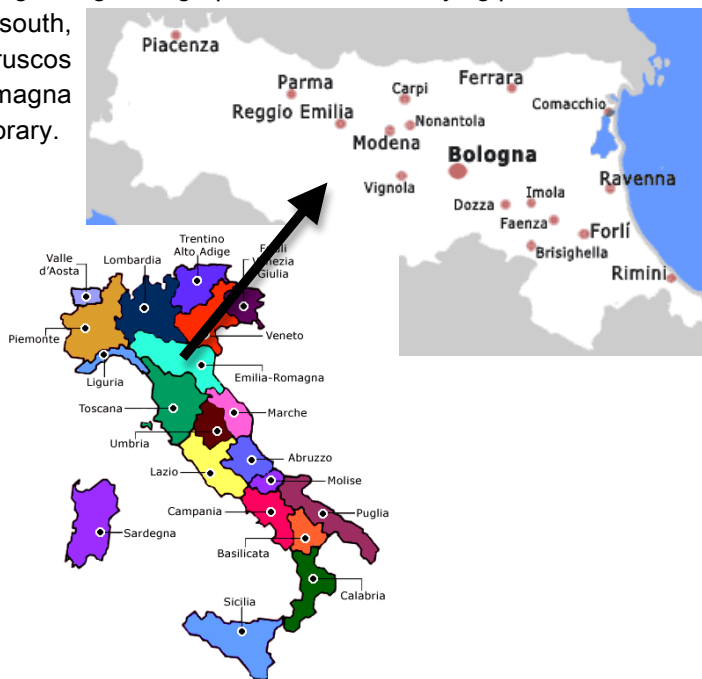 south,
ruscos
magna
Piacenza
Parma
Reggio Emilia
Carpi
Ferrara
Comacchio
Nonantola
Modena
Bologna
Vignola
Ravenna
Imola
Dozza
Faenza
Forlí
Brisighella
Rimini
Trentino
Alto Adige
Valle
d'Aosta
Lombardia
Venezia
Giulia
Piemonte
Veneto
Liguria
Emilia-Romagna
Toscana
Marche
Umbria
Abruzzo
Lazio
Molise
Campania
Puglia
Sardegna
Basilicata
Calabria
Sicilia